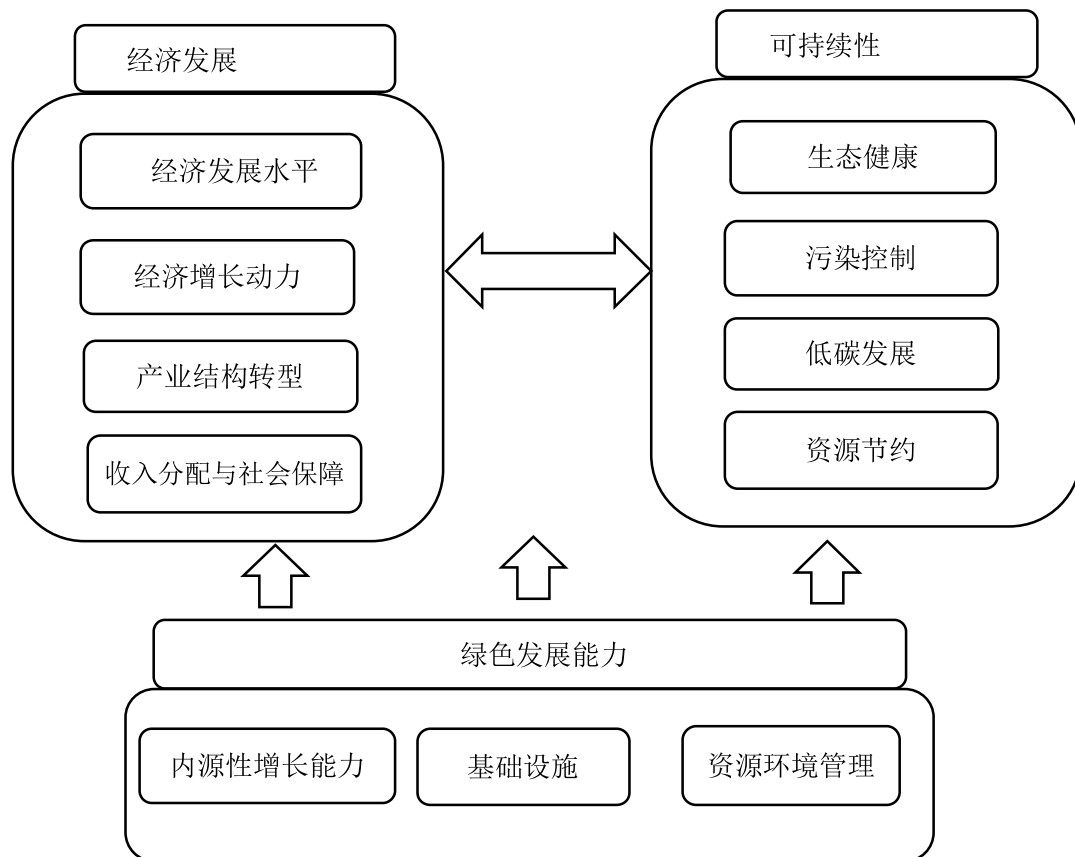 经济发展
经济发展水平
经济增长动力
产业结构转型
收入分配与社会保障
可持续性
生态健康
污染控制
低碳发展
资源节约
绿色发展能力
内源性增长能力
基础设施
资源环境管理